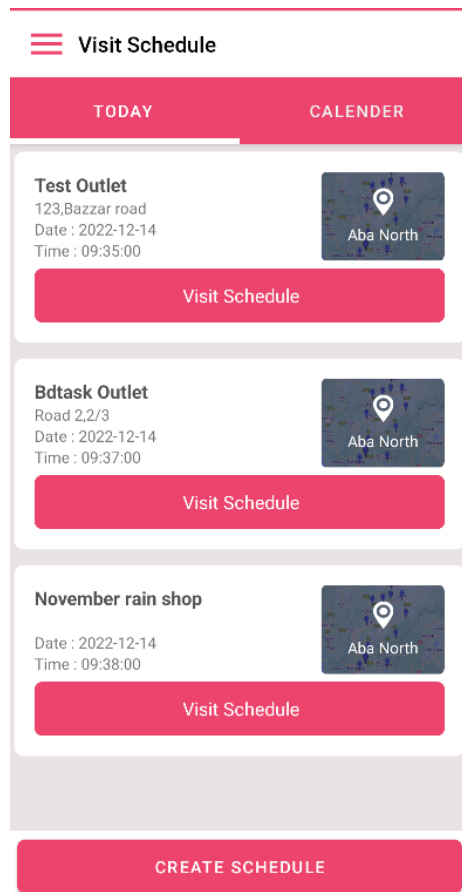 Visit Schedule
TODAY
CALENDER
Test Outlet
123,Bazzar road
Date : 2022-12-14
Time : 09:35:00
Aba North
Visit Schedule
Bdtask Outlet
Road 2,2/3
Date : 2022-12-14
Time : 09:37:00
Aba North
Visit Schedule
November rain shop
Date : 2022-12-14
Time : 09:38:00
Aba North
Visit Schedule
CREATE SCHEDULE